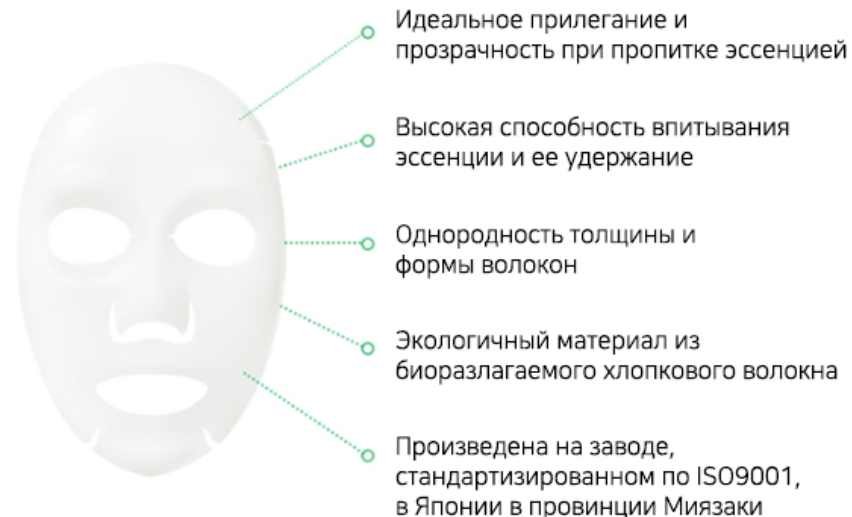 Идеальное прилегание и
прозрачность при пропитке эссенцией
Высокая способность впитывания
эссенции и ее удержание
Однородность толщины и
формы волокон
Экологичный материал из
биоразлагаемого хлопкового волокна
Произведена на заводе,
стандартизированном по ISO9001,
в Японии в провинции Миязаки